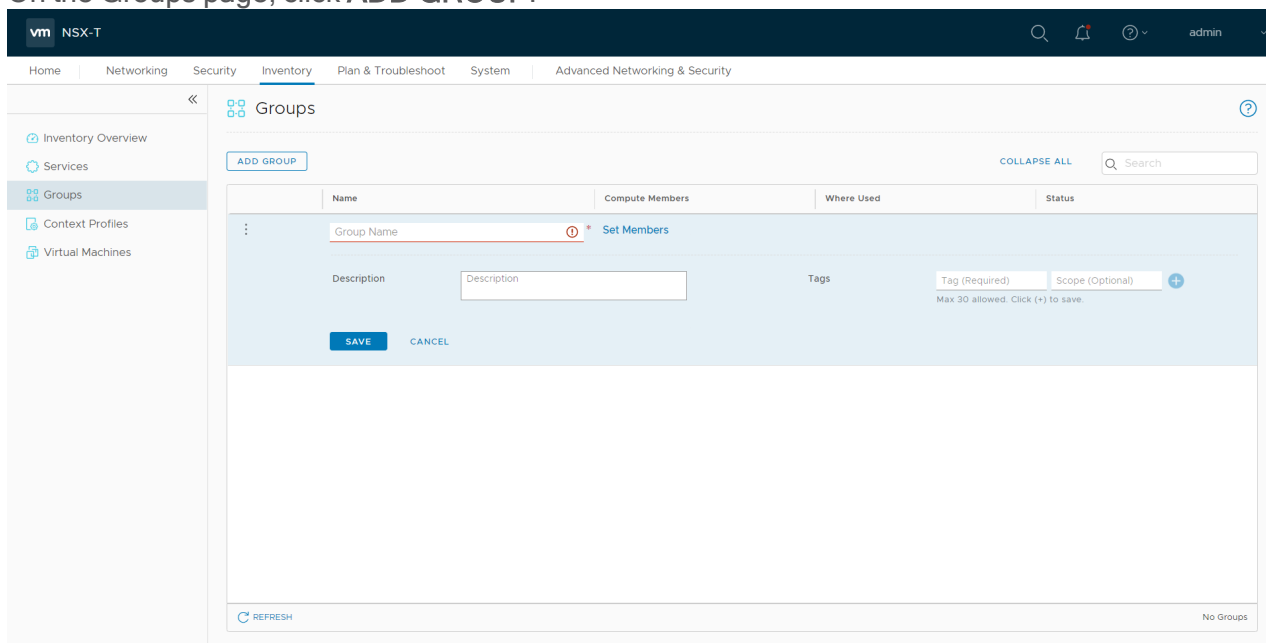 On the Groups page, click ADD GROUP.
vm NSX-T admin
Home Networking Security Inventory Plan & Troubleshoot System Advanced Networking & Security
Groups
Inventory Overview
Services
Groups
Context Profiles
Virtual Machines
ADD GROUP COLLAPSE ALL Search
Name Compute Members Where Used Status
Group Name * Set Members
Description Description Tags Tag (Required) Scope (Optional)
Max 30 allowed. Click (+) to save.
SAVE CANCEL
REFRESH No Groups